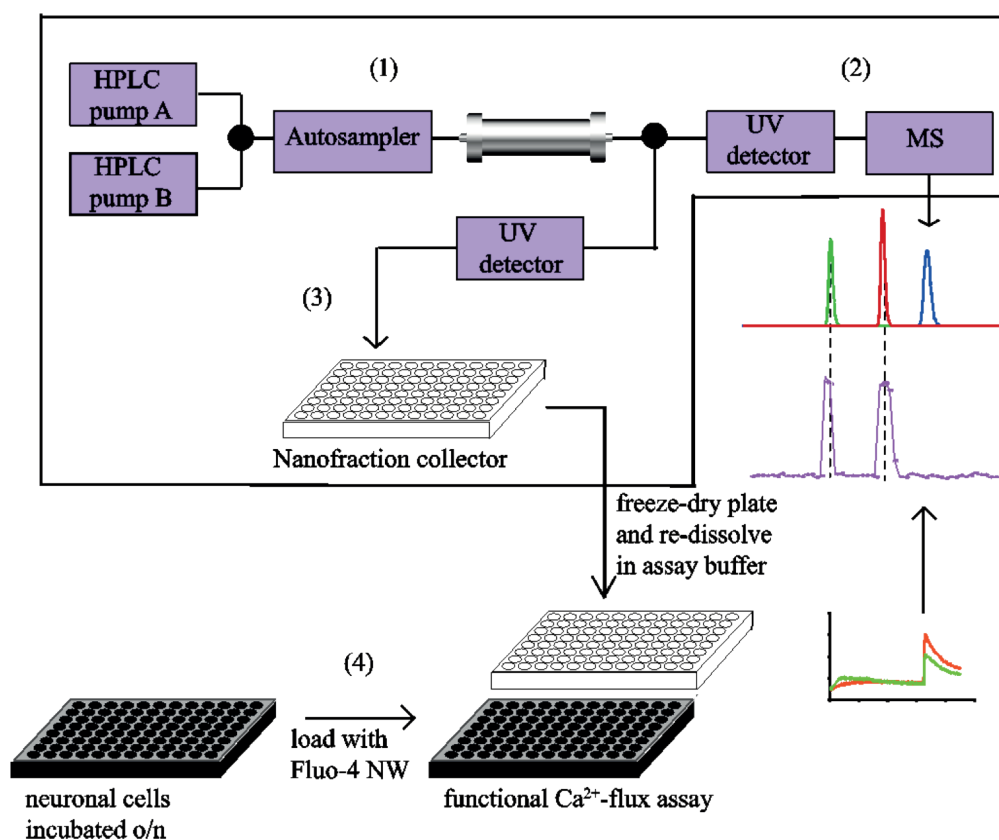 (1)
(2)
HPLC
pump A
HPLC
pump B
Autosampler
UV
detector
MS
UV
detector
(3)
Nanofraction collector
freeze-dry plate
and re-dissolve
in assay buffer
(4)
load with
Fluo-4 NW
neuronal cells
incubated o/n
functional Ca²⁺-flux assay